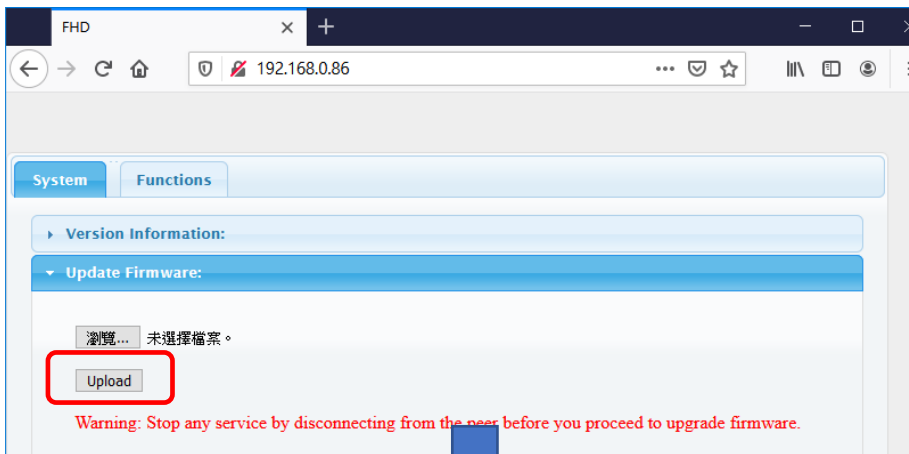 FHD
192.168.0.86
System Functions
Version Information:
Update Firmware:
瀏覽... 未選擇檔案。
Upload
Warning: Stop any service by disconnecting from the peer before you proceed to upgrade firmware.